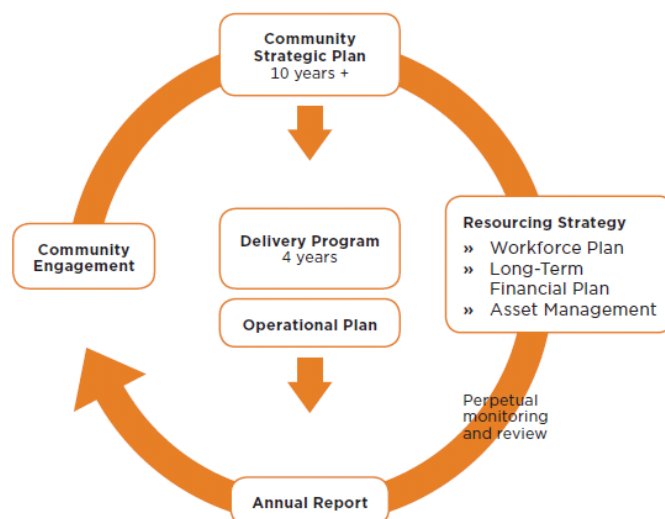 Community
Strategic Plan
10 years +
Community
Engagement
Delivery Program
4 years
Operational Plan
Resourcing Strategy
» Workforce Plan
» Long-Term
Financial Plan
» Asset Management
Perpetual
monitoring
and review
Annual Report